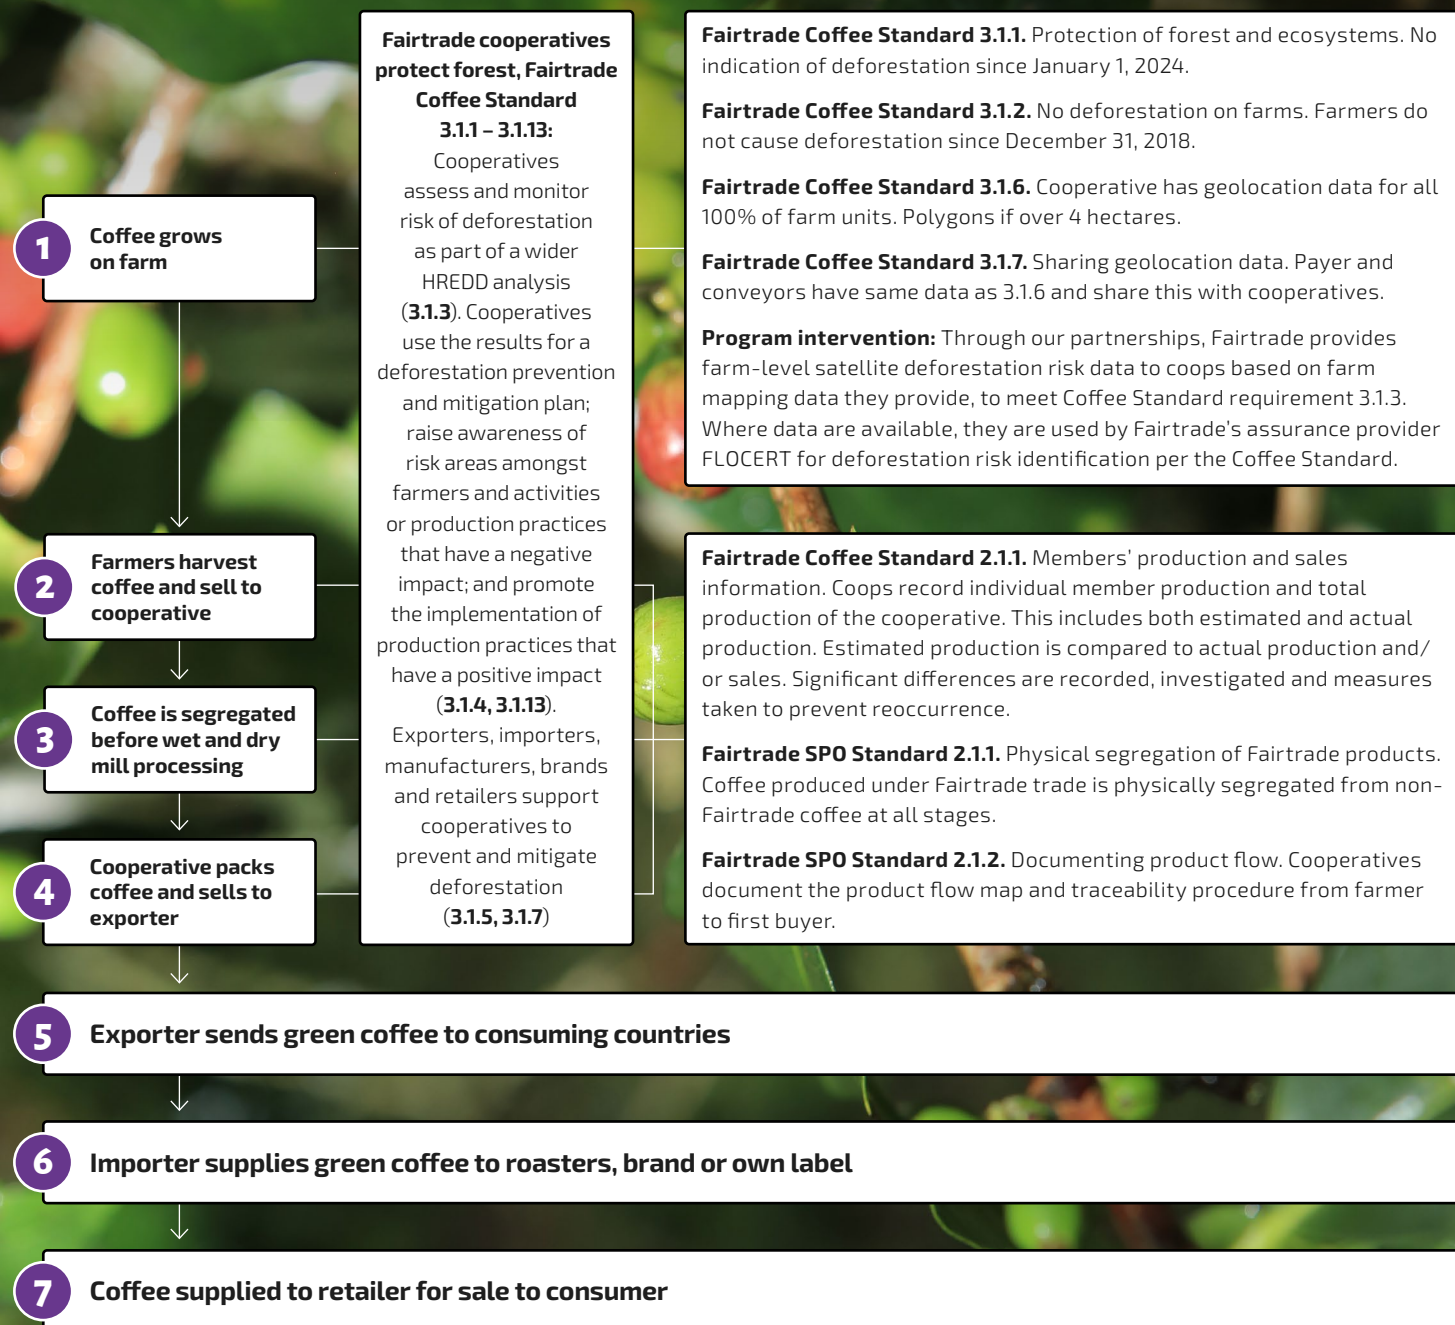 1
Coffee grows
on farm
2
Farmers harvest
coffee and sell to
cooperative
3
Coffee is segregated
before wet and dry
mill processing
4
Cooperative packs
coffee and sells to
exporter
Fairtrade cooperatives
protect forest, Fairtrade
Coffee Standard
3.1.1 – 3.1.13:
Cooperatives
assess and monitor
risk of deforestation
as part of a wider
HREDD analysis
(3.1.3). Cooperatives
use the results for a
deforestation prevention
and mitigation plan;
raise awareness of
risk areas amongst
farmers and activities
or production practices
that have a negative
impact; and promote
the implementation of
production practices that
have a positive impact
(3.1.4, 3.1.13).
Exporters, importers,
manufacturers, brands
and retailers support
cooperatives to
prevent and mitigate
deforestation
(3.1.5, 3.1.7)
Fairtrade Coffee Standard 3.1.1. Protection of forest and ecosystems. No
indication of deforestation since January 1, 2024.
Fairtrade Coffee Standard 3.1.2. No deforestation on farms. Farmers do
not cause deforestation since December 31, 2018.
Fairtrade Coffee Standard 3.1.6. Cooperative has geolocation data for all
100% of farm units. Polygons if over 4 hectares.
Fairtrade Coffee Standard 3.1.7. Sharing geolocation data. Payer and
conveyors have same data as 3.1.6 and share this with cooperatives.
Program intervention: Through our partnerships, Fairtrade provides
farm-level satellite deforestation risk data to coops based on farm
mapping data they provide, to meet Coffee Standard requirement 3.1.3.
Where data are available, they are used by Fairtrade’s assurance provider
FLOCERT for deforestation risk identification per the Coffee Standard.
Fairtrade Coffee Standard 2.1.1. Members’ production and sales
information. Coops record individual member production and total
production of the cooperative. This includes both estimated and actual
production. Estimated production is compared to actual production and/
or sales. Significant differences are recorded, investigated and measures
taken to prevent reoccurrence.
Fairtrade SPO Standard 2.1.1. Physical segregation of Fairtrade products.
Coffee produced under Fairtrade trade is physically segregated from non-
Fairtrade coffee at all stages.
Fairtrade SPO Standard 2.1.2. Documenting product flow. Cooperatives
document the product flow map and traceability procedure from farmer
to first buyer.
5
Exporter sends green coffee to consuming countries
6
Importer supplies green coffee to roasters, brand or own label
7
Coffee supplied to retailer for sale to consumer